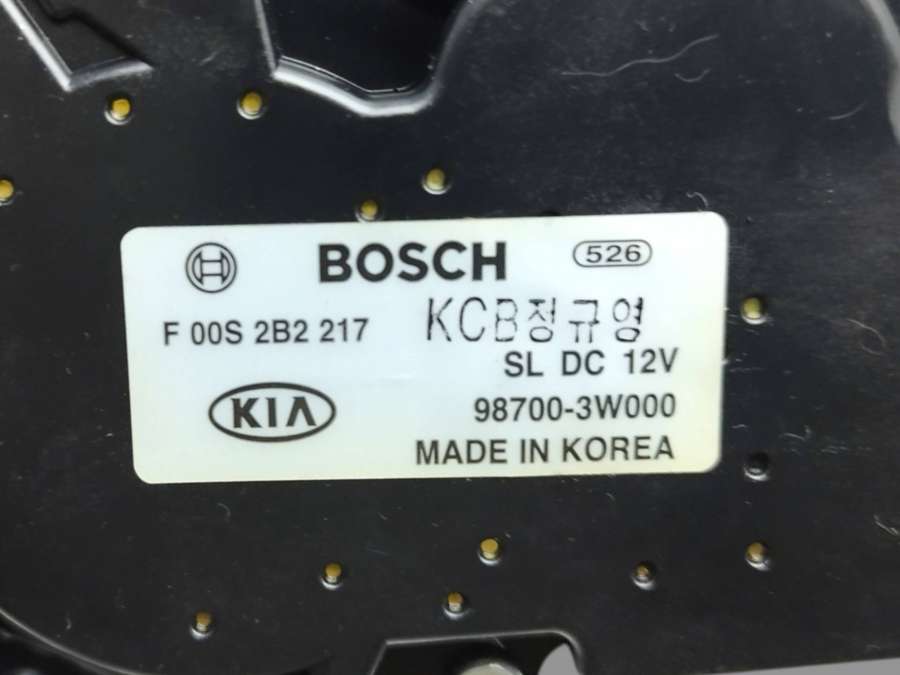 BOSCH 526
F 00S 2B2 217 KCB정규영
SL DC 12V
KIA 98700-3W000
MADE IN KOREA